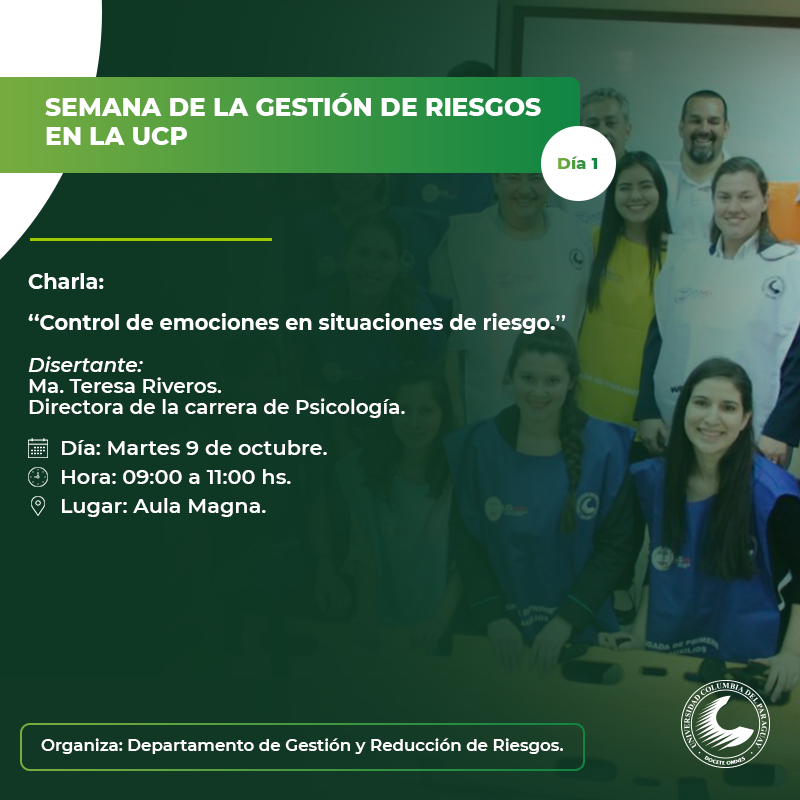 SEMANA DE LA GESTIÓN DE RIESGOS
EN LA UCP
Día 1
Charla:
“Control de emociones en situaciones de riesgo.”
Disertante:
Ma. Teresa Riveros.
Directora de la carrera de Psicología.
Día: Martes 9 de octubre.
Hora: 09:00 a 11:00 hs.
Lugar: Aula Magna.
Organiza: Departamento de Gestión y Reducción de Riesgos.
UNIVERSIDAD COLUMBIA DEL PARAGUAY
DOCETE OMNES